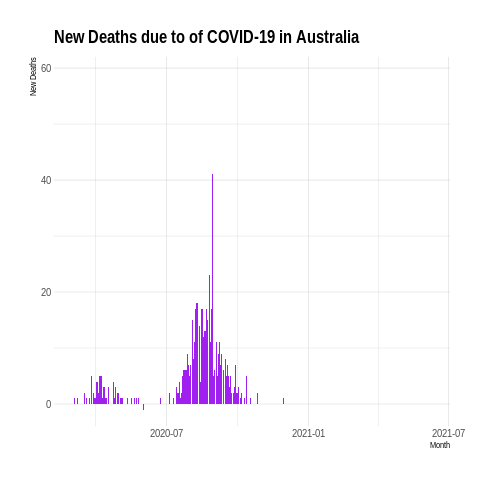 New Deaths due to of COVID-19 in Australia
New Deaths
60
40
20
0
2020-07
2021-01
2021-07
Month